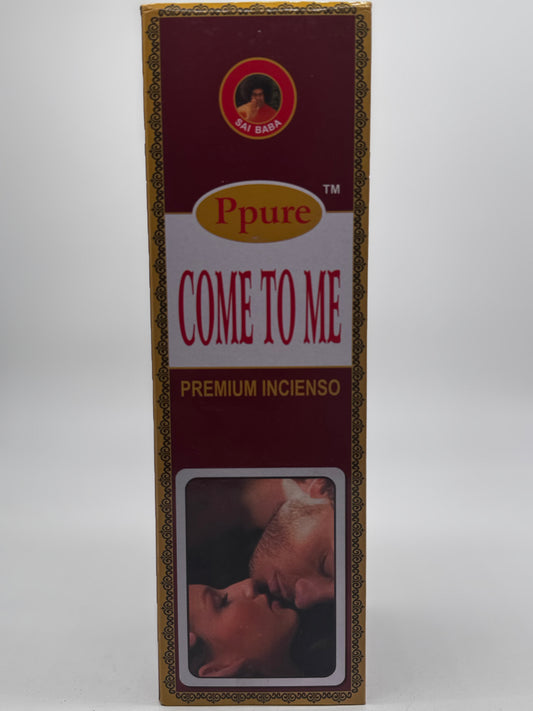 SAI BABA
Ppure TM
COME TO ME
PREMIUM INCIENSO